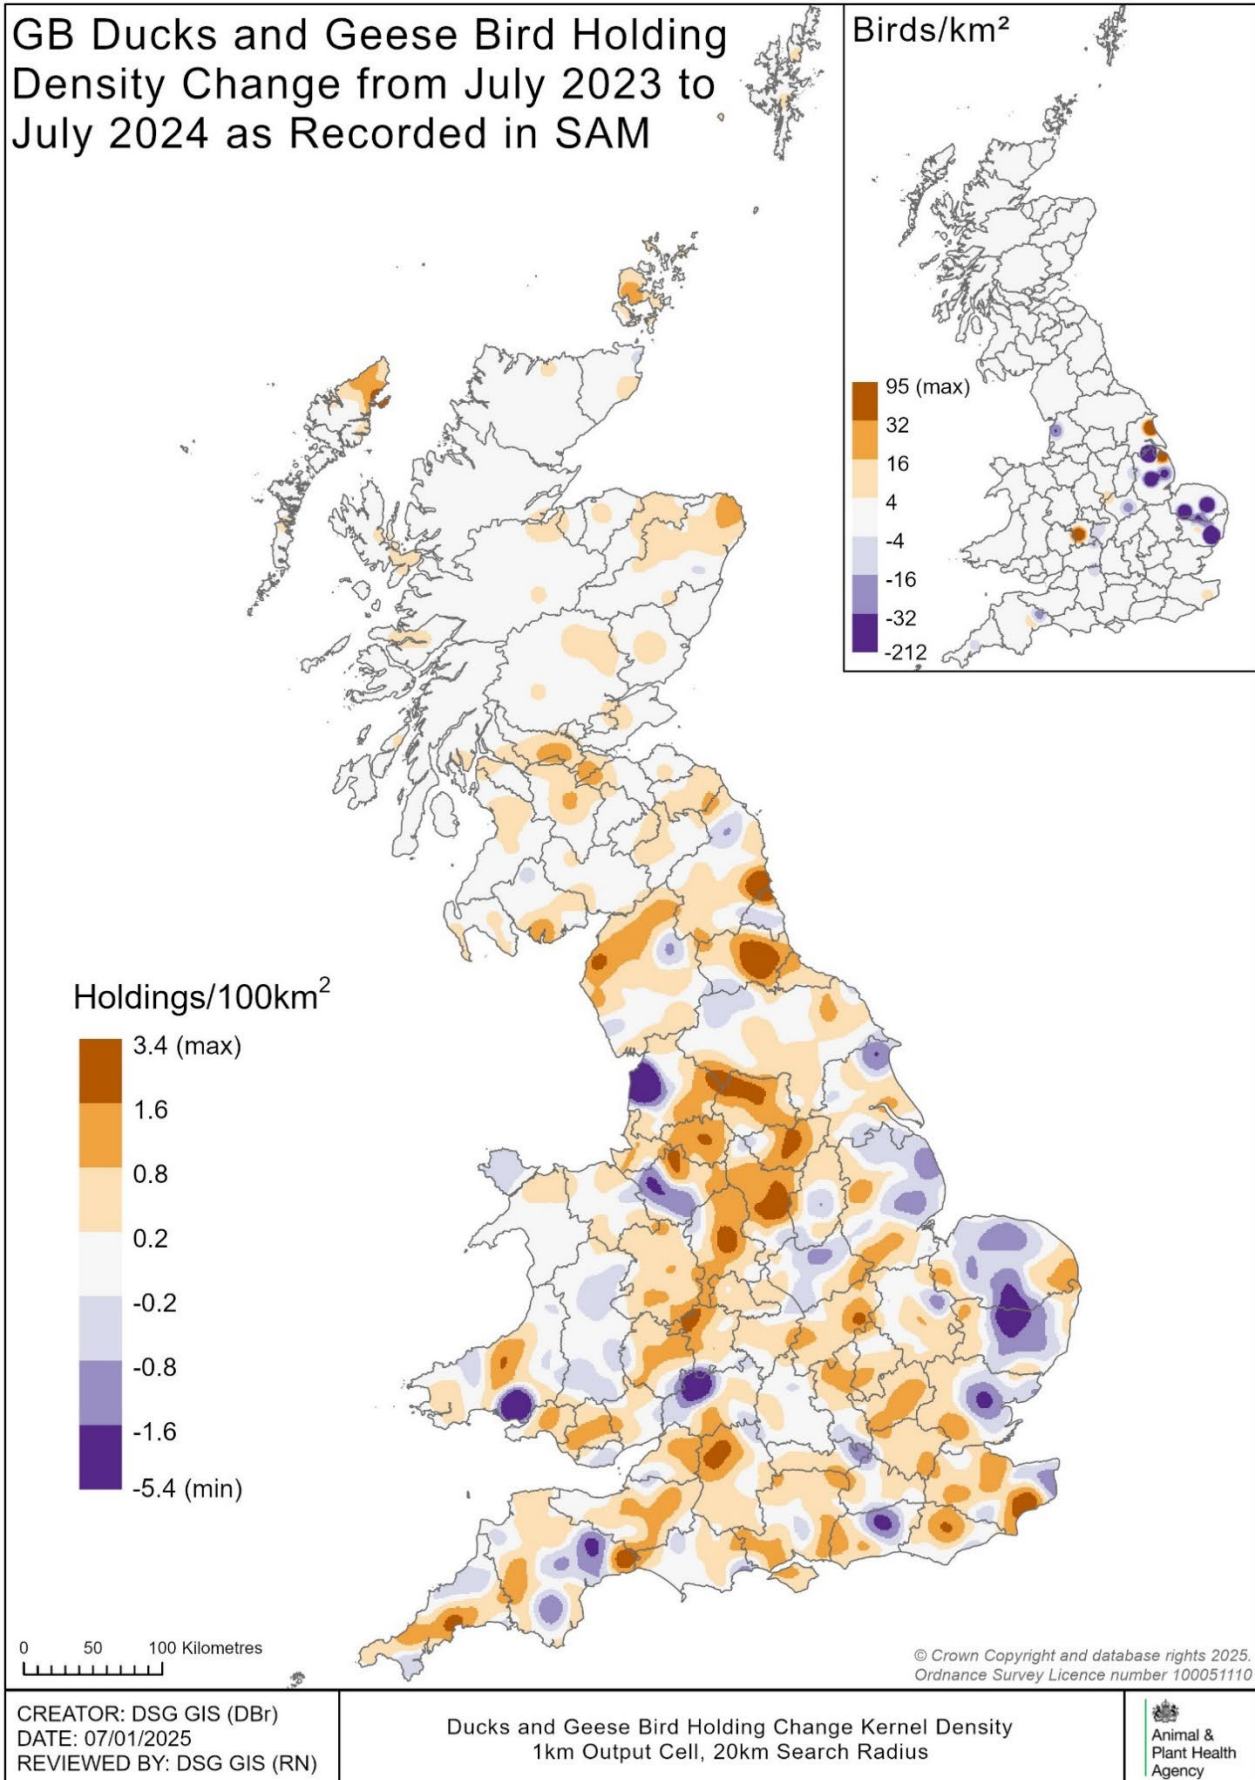 GB Ducks and Geese Bird Holding
Density Change from July 2023 to
July 2024 as Recorded in SAM
Birds/km²
95 (max)
32
16
4
-4
-16
-32
-212
Holdings/100km²
3.4 (max)
1.6
0.8
0.2
-0.2
-0.8
-1.6
-5.4 (min)
0 50 100 Kilometres
© Crown Copyright and database rights 2025.
Ordnance Survey Licence number 100051110
CREATOR: DSG GIS (DBr)
DATE: 07/01/2025
REVIEWED BY: DSG GIS (RN)
Ducks and Geese Bird Holding Change Kernel Density
1km Output Cell, 20km Search Radius
Animal &
Plant Health
Agency